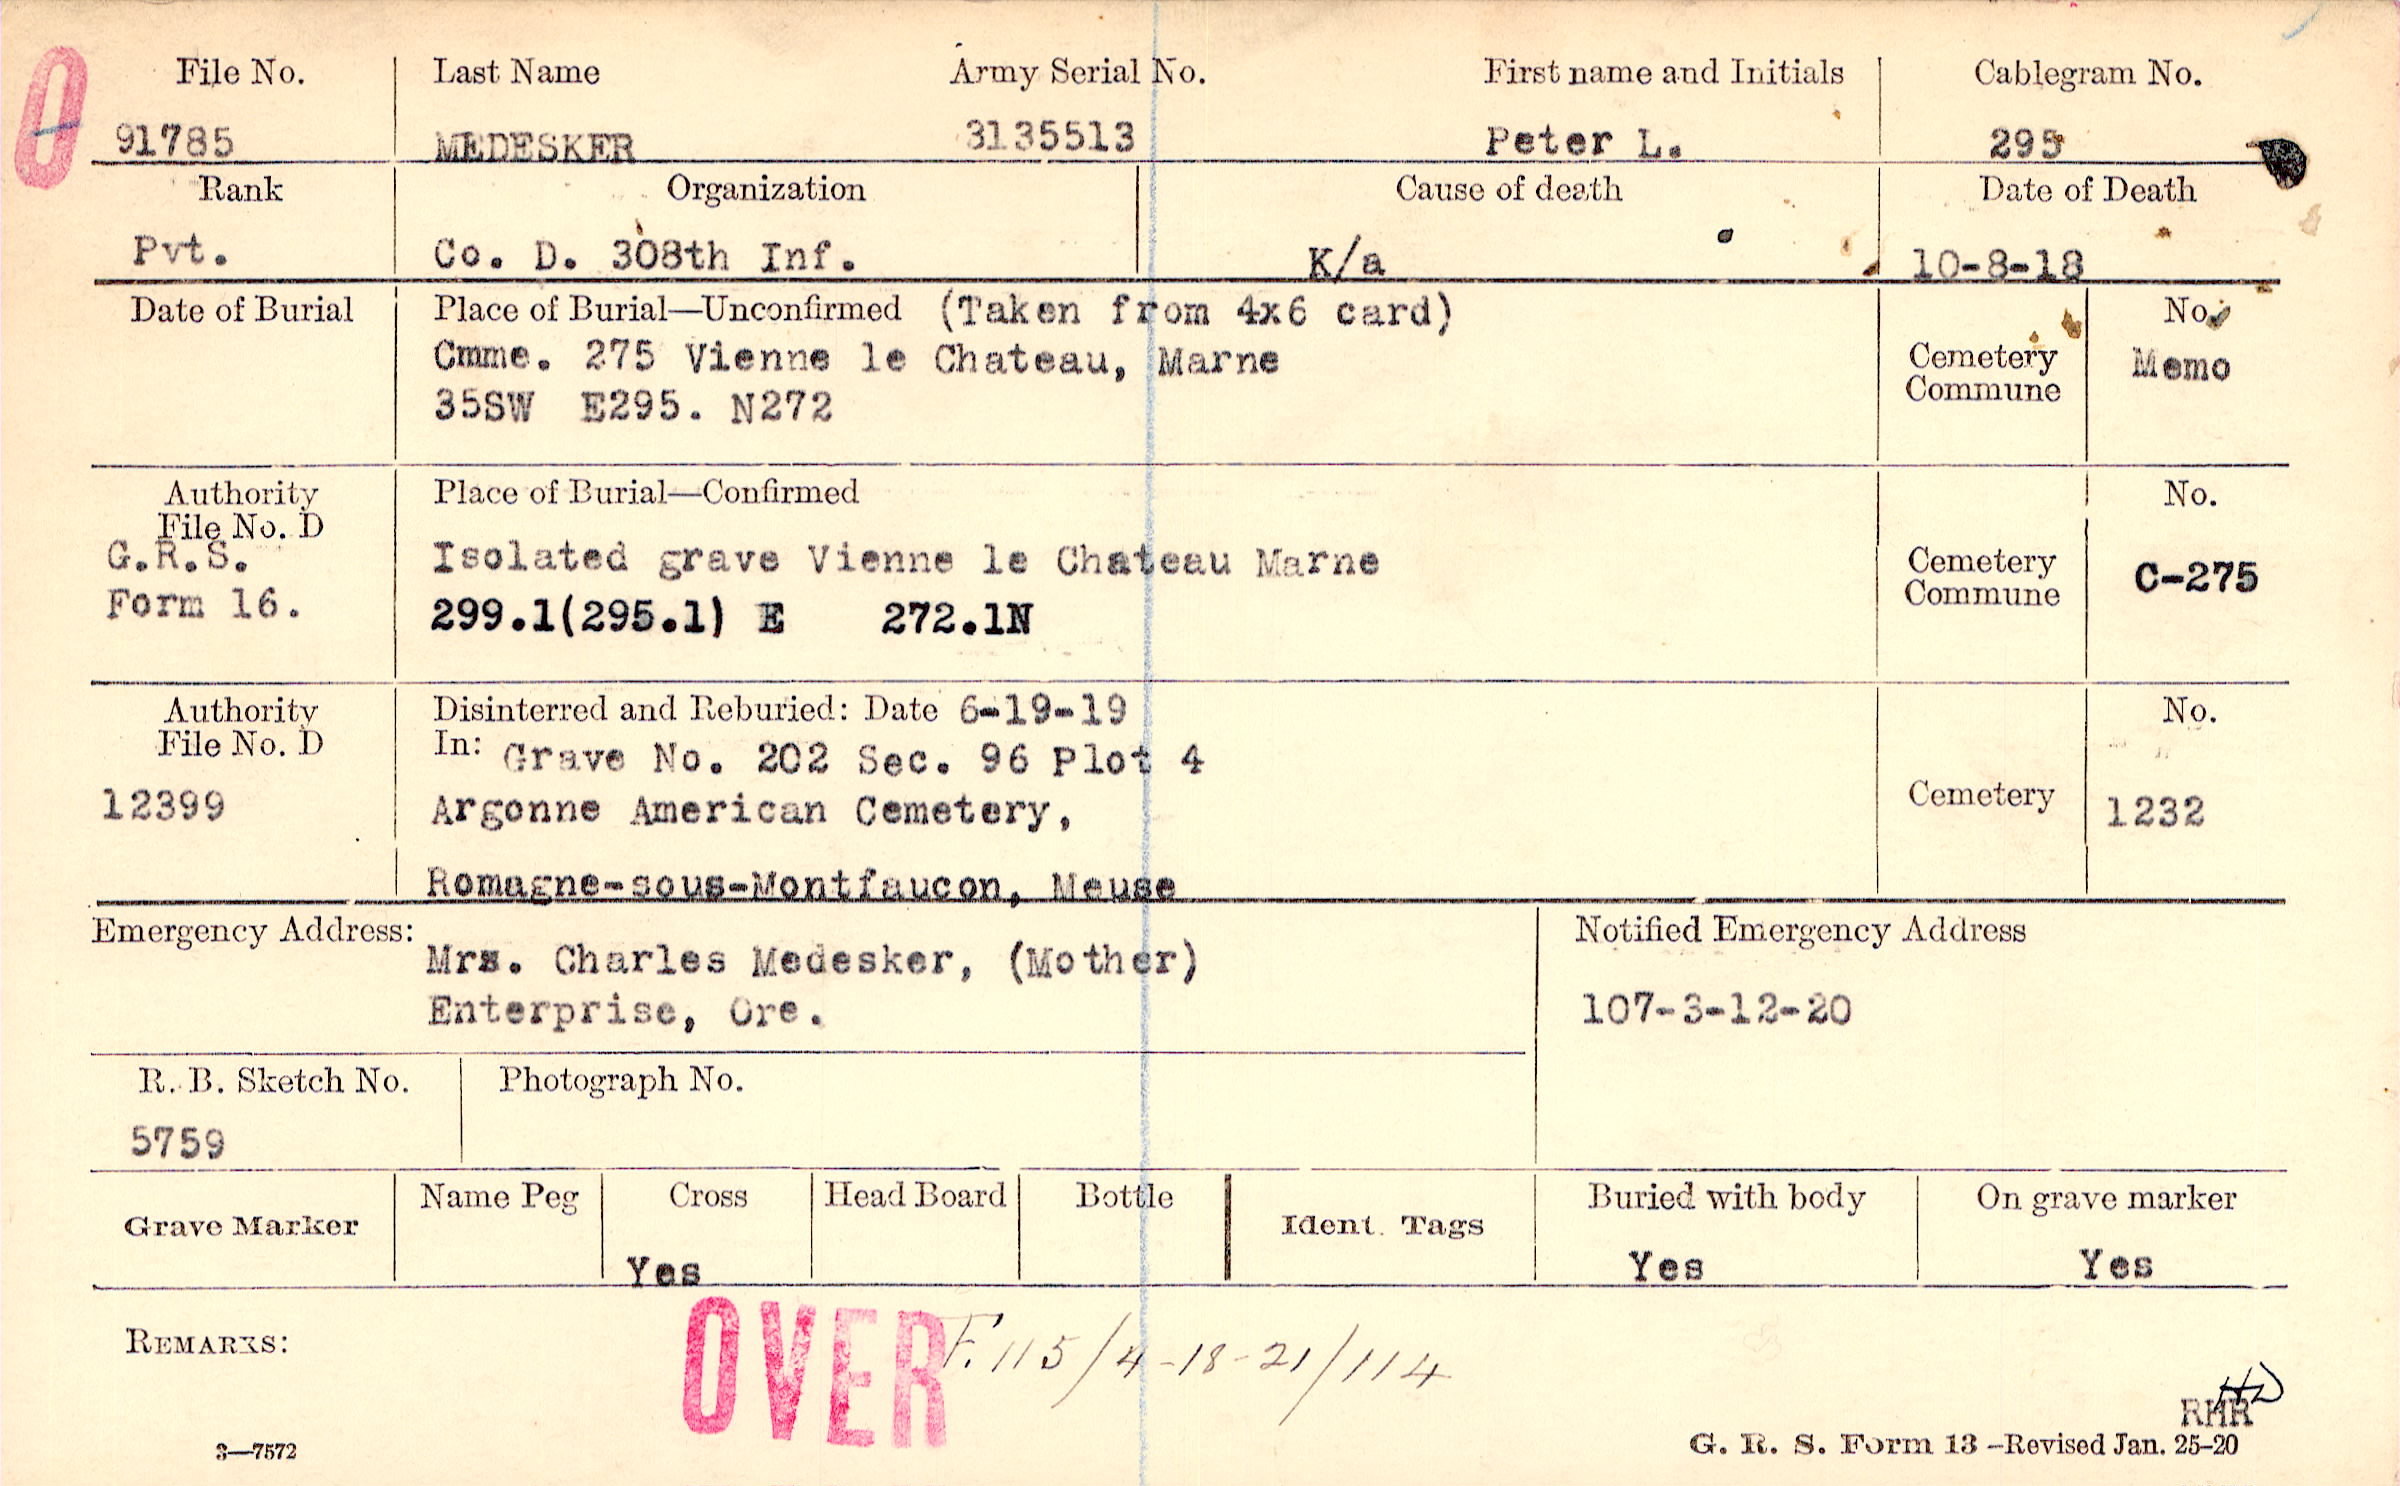 0
File No. Last Name Army Serial No. First name and Initials Cablegram No.
91785 MEDESKER 3135513 Peter L. 295
Rank Organization Cause of death Date of Death
Pvt. Co. D. 308th Inf. K/a 10-8-18
Date of Burial Place of Burial—Unconfirmed (Taken from 4x6 card) No.
Cmme. 275 Vienne le Chateau, Marne Cemetery Commune Memo
35SW E295. N272
Authority File No. D Place of Burial—Confirmed No.
G.R.S. Isolated grave Vienne le Chateau Marne Cemetery Commune C-275
Form 16. 299.1(295.1) E 272.1N
Authority File No. D Disinterred and Reburied: Date 6-19-19 No.
In: Grave No. 202 Sec. 96 Plot 4
12399 Argonne American Cemetery, Cemetery 1232
Romagne-sous-Montfaucon, Meuse
Emergency Address: Notified Emergency Address
Mrs. Charles Medesker, (Mother)
Enterprise, Ore. 107-3-12-20
R. B. Sketch No. Photograph No.
5759
Grave Marker Name Peg Cross Head Board Bottle Ident. Tags Buried with body On grave marker
Yes Yes Yes
REMARKS: OVER F. 115/4-18-21/114
HD
RHR
3—7572 G. R. S. Form 13 —Revised Jan. 25-20